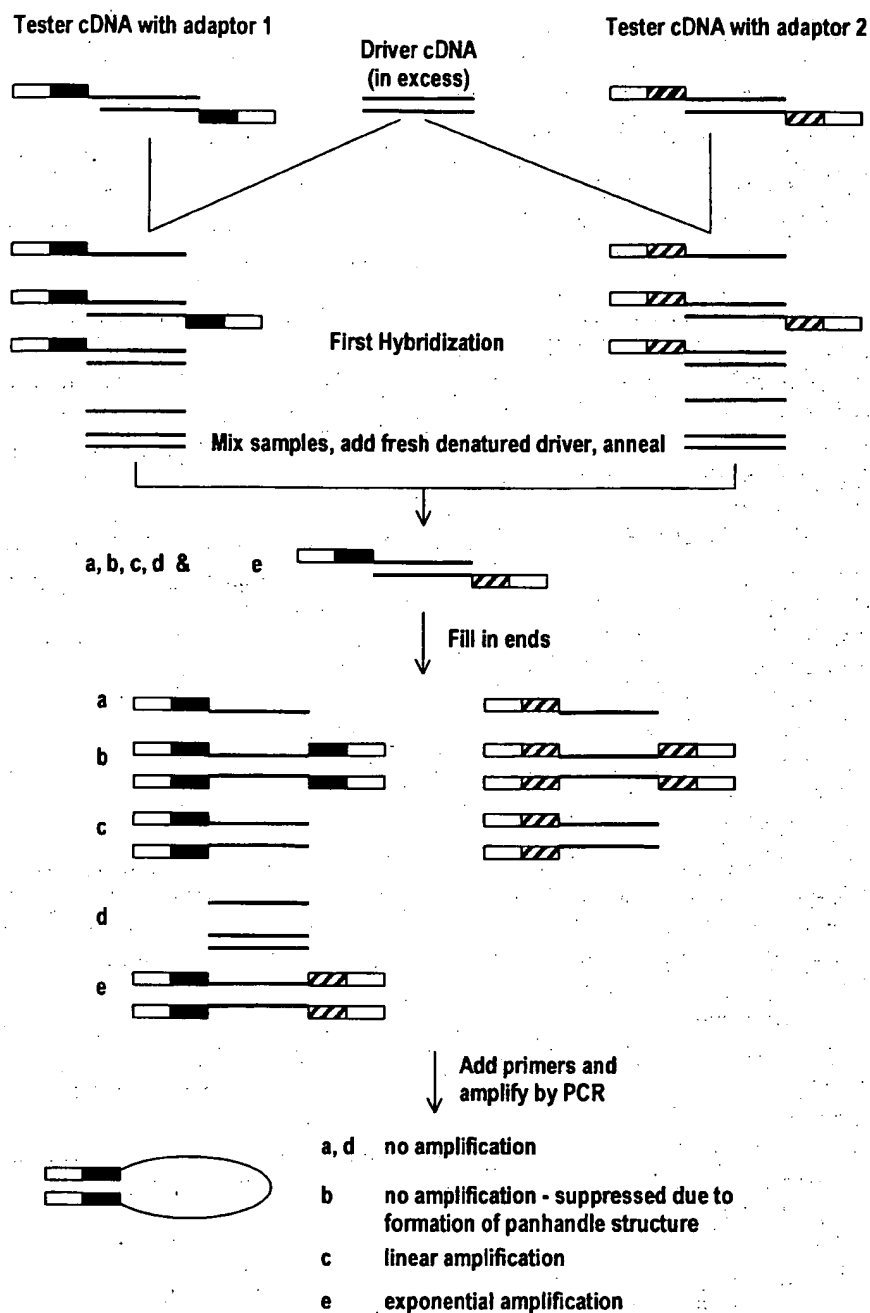 Tester cDNA with adaptor 1
Tester cDNA with adaptor 2
Driver cDNA
(in excess)
First Hybridization
Mix samples, add fresh denatured driver, anneal
a, b, c, d & e
Fill in ends
a
b
c
d
e
Add primers and
amplify by PCR
a, d no amplification
b no amplification - suppressed due to
formation of panhandle structure
c linear amplification
e exponential amplification